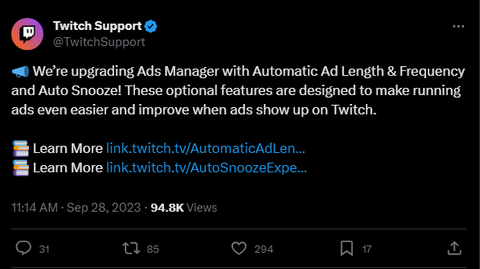 Twitch Support
@TwitchSupport
📣 We’re upgrading Ads Manager with Automatic Ad Length & Frequency
and Auto Snooze! These optional features are designed to make running
ads even easier and improve when ads show up on Twitch.
📚 Learn More link.twitch.tv/AutomaticAdLen...
📚 Learn More link.twitch.tv/AutoSnoozeExpe...
11:14 AM · Sep 28, 2023 · 94.8K Views
31 85 294 17